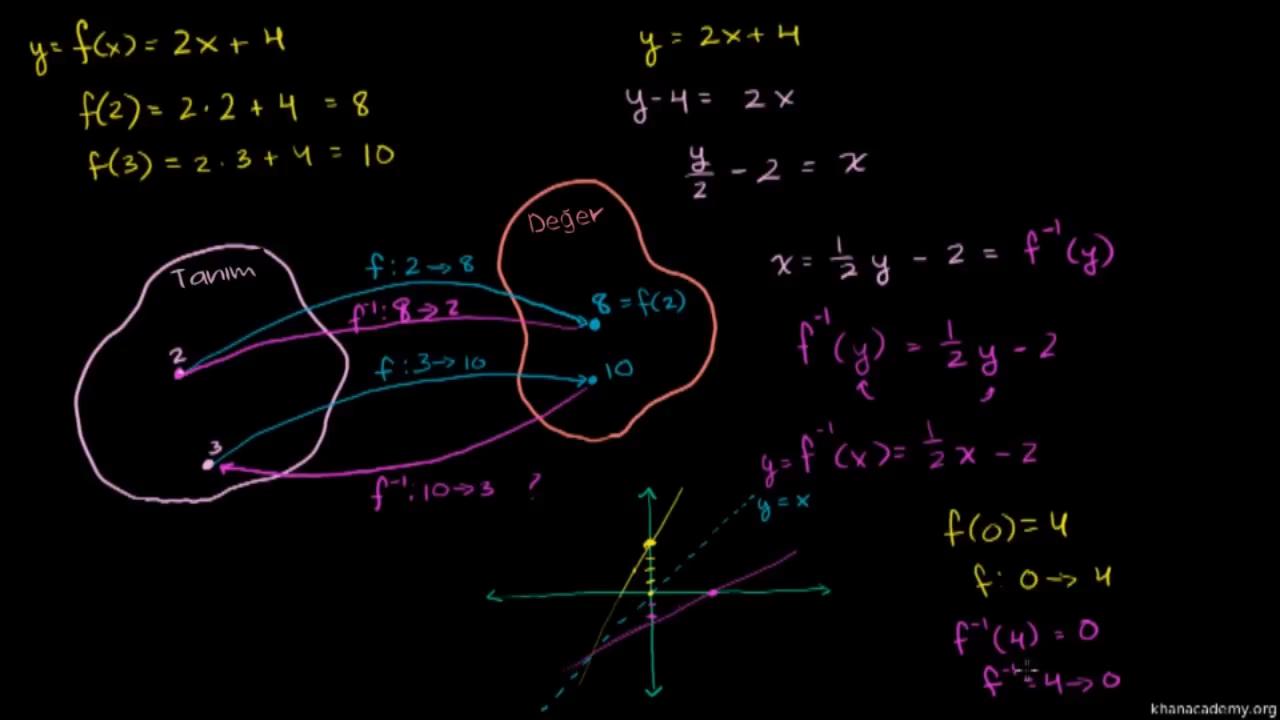 y = f(x) = 2x + 4
f(2) = 2 · 2 + 4 = 8
f(3) = 2 · 3 + 4 = 10
y = 2x + 4
y - 4 = 2x
y/2 - 2 = x
Değer
Tanım
f : 2 → 8
f⁻¹ : 8 → 2
8 = f(2)
2
f : 3 → 10
10
3
f⁻¹ : 10 → 3 ?
x = 1/2 y - 2 = f⁻¹(y)
f⁻¹(y) = 1/2 y - 2
y = f⁻¹(x) = 1/2 x - 2
y = x
f(0) = 4
f : 0 → 4
f⁻¹(4) = 0
f⁻¹ : 4 → 0
khanacademy.org